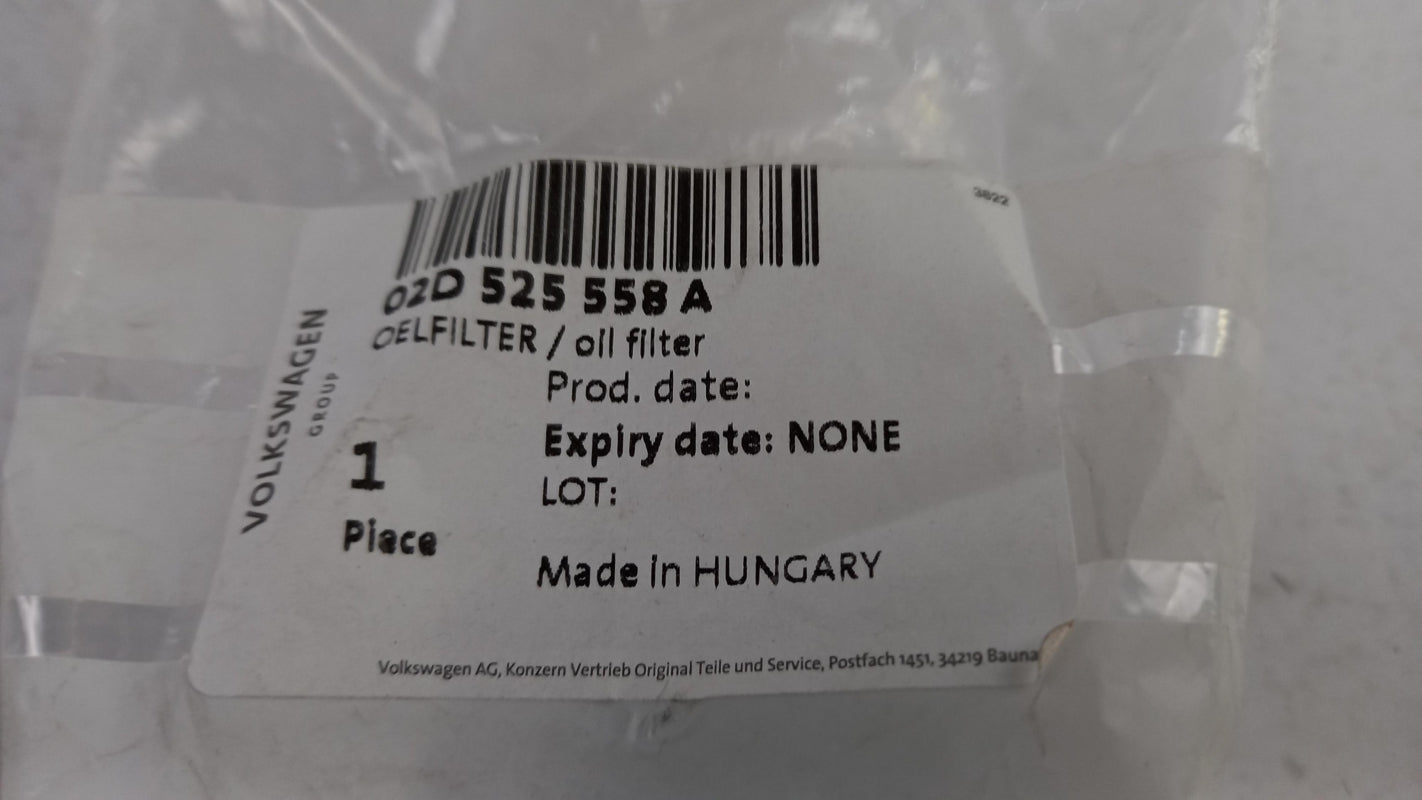 3822
02D 525 558 A
OELFILTER / oil filter
VOLKSWAGEN
GROUP
Prod. date:
Expiry date: NONE
1
LOT:
Piece
Made in HUNGARY
Volkswagen AG, Konzern Vertrieb Original Teile und Service, Postfach 1451, 34219 Bauna